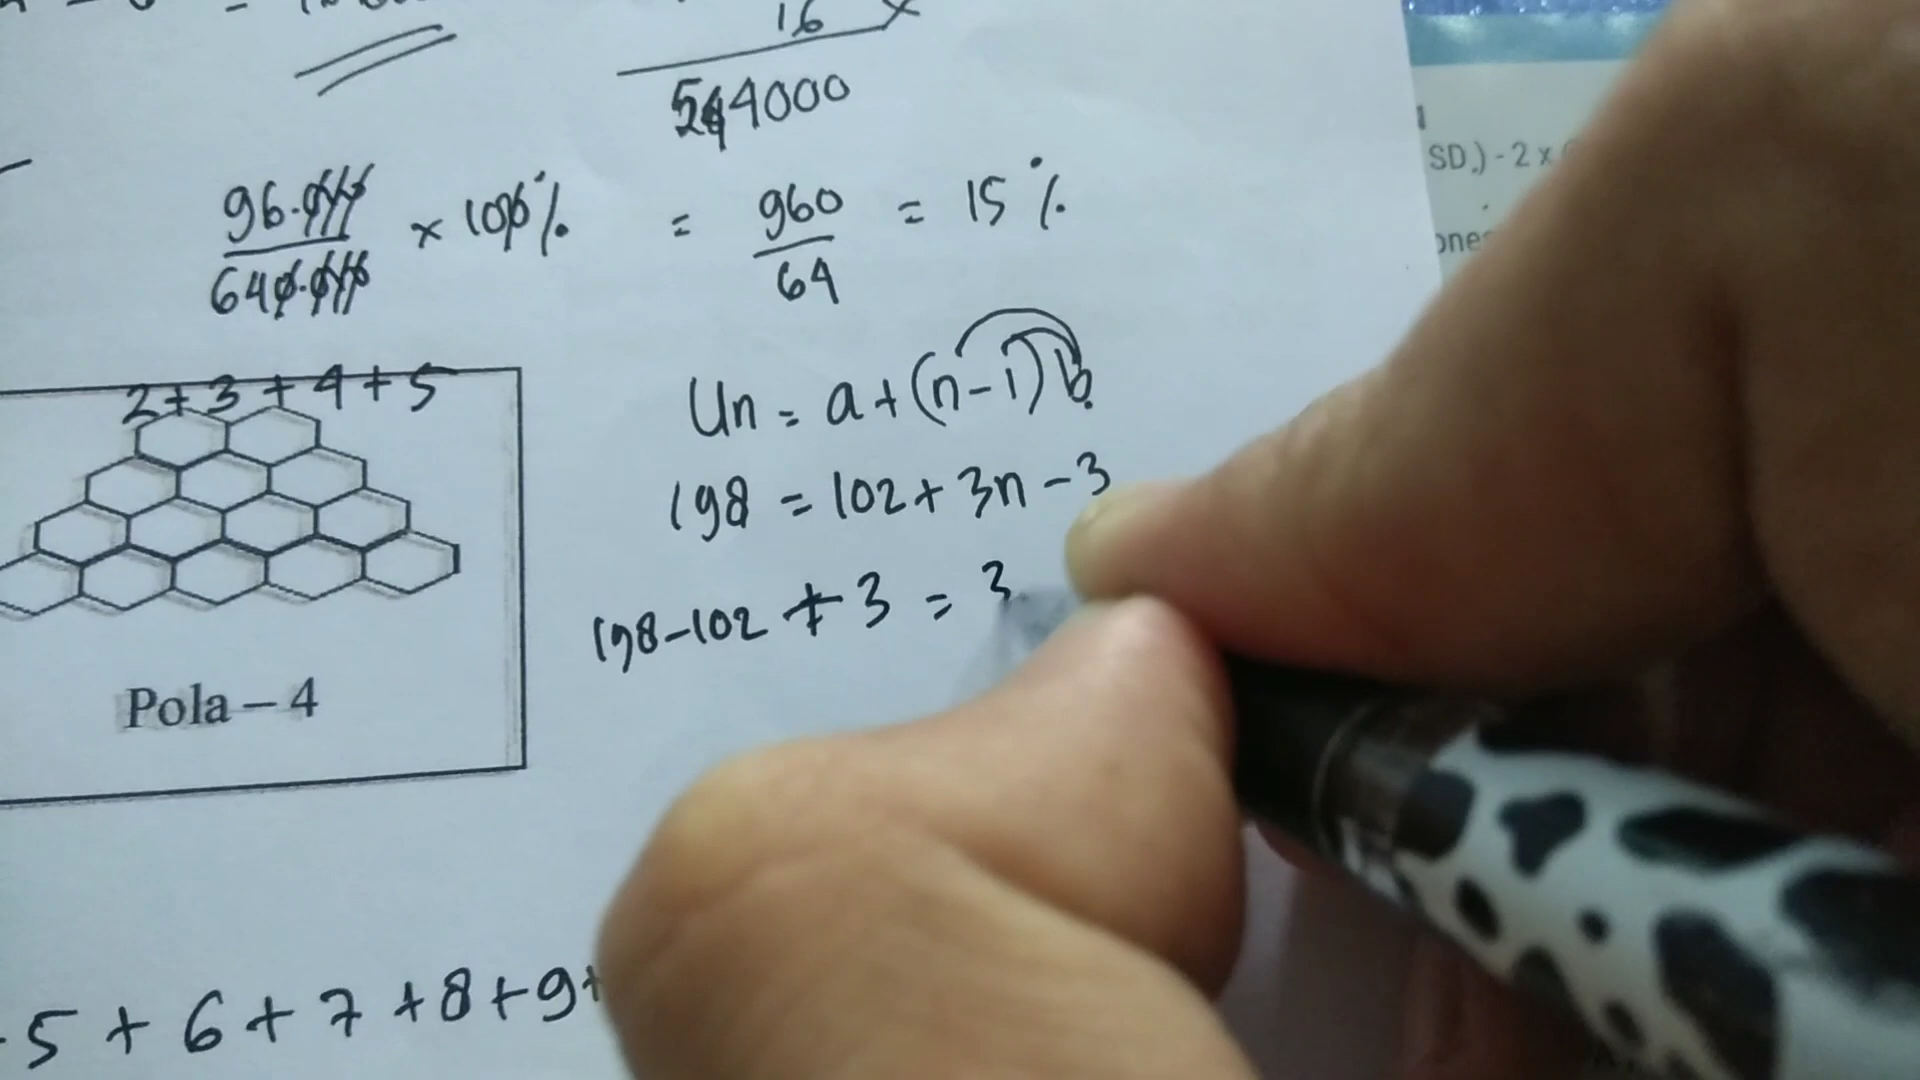 16 ×
544000
96.000 / 640.000 × 100% = 960 / 64 = 15%
2 + 3 + 4 + 5
Un = a + (n - 1) b
198 = 102 + 3n - 3
198 - 102 + 3 = 3
Pola – 4
5 + 6 + 7 + 8 + 9 +
SD.) - 2 x